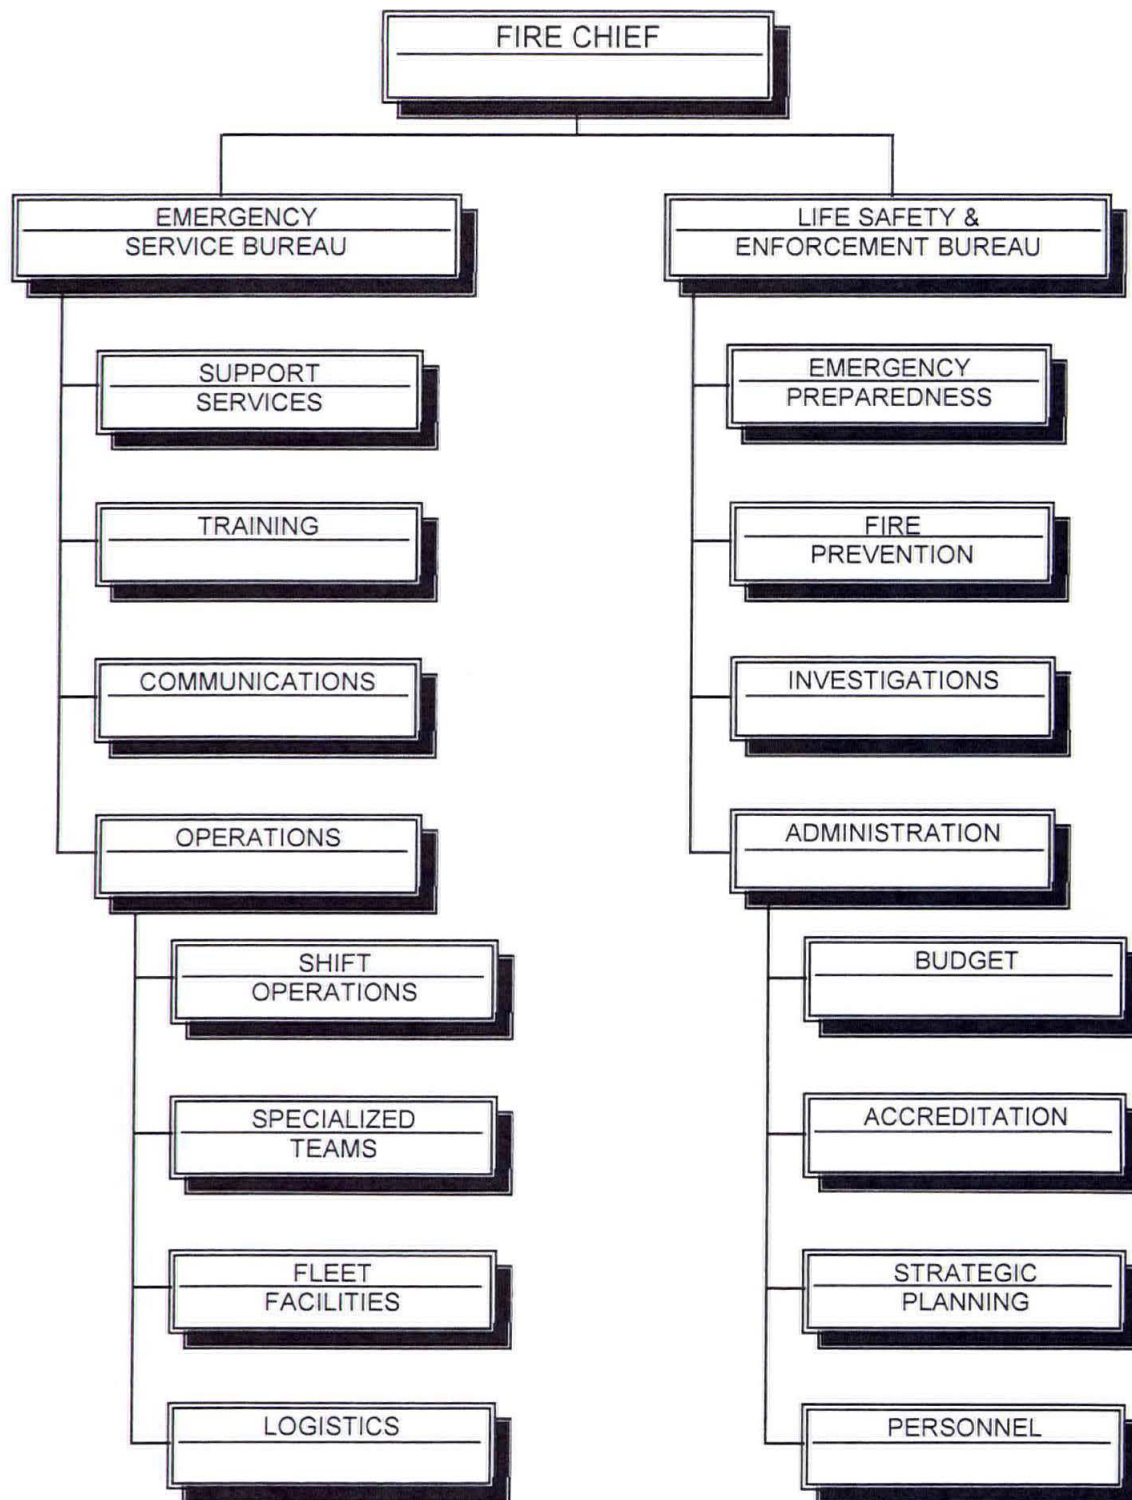 FIRE CHIEF
EMERGENCY
SERVICE BUREAU
SUPPORT
SERVICES
TRAINING
COMMUNICATIONS
OPERATIONS
SHIFT
OPERATIONS
SPECIALIZED
TEAMS
FLEET
FACILITIES
LOGISTICS
LIFE SAFETY &
ENFORCEMENT BUREAU
EMERGENCY
PREPAREDNESS
FIRE
PREVENTION
INVESTIGATIONS
ADMINISTRATION
BUDGET
ACCREDITATION
STRATEGIC
PLANNING
PERSONNEL